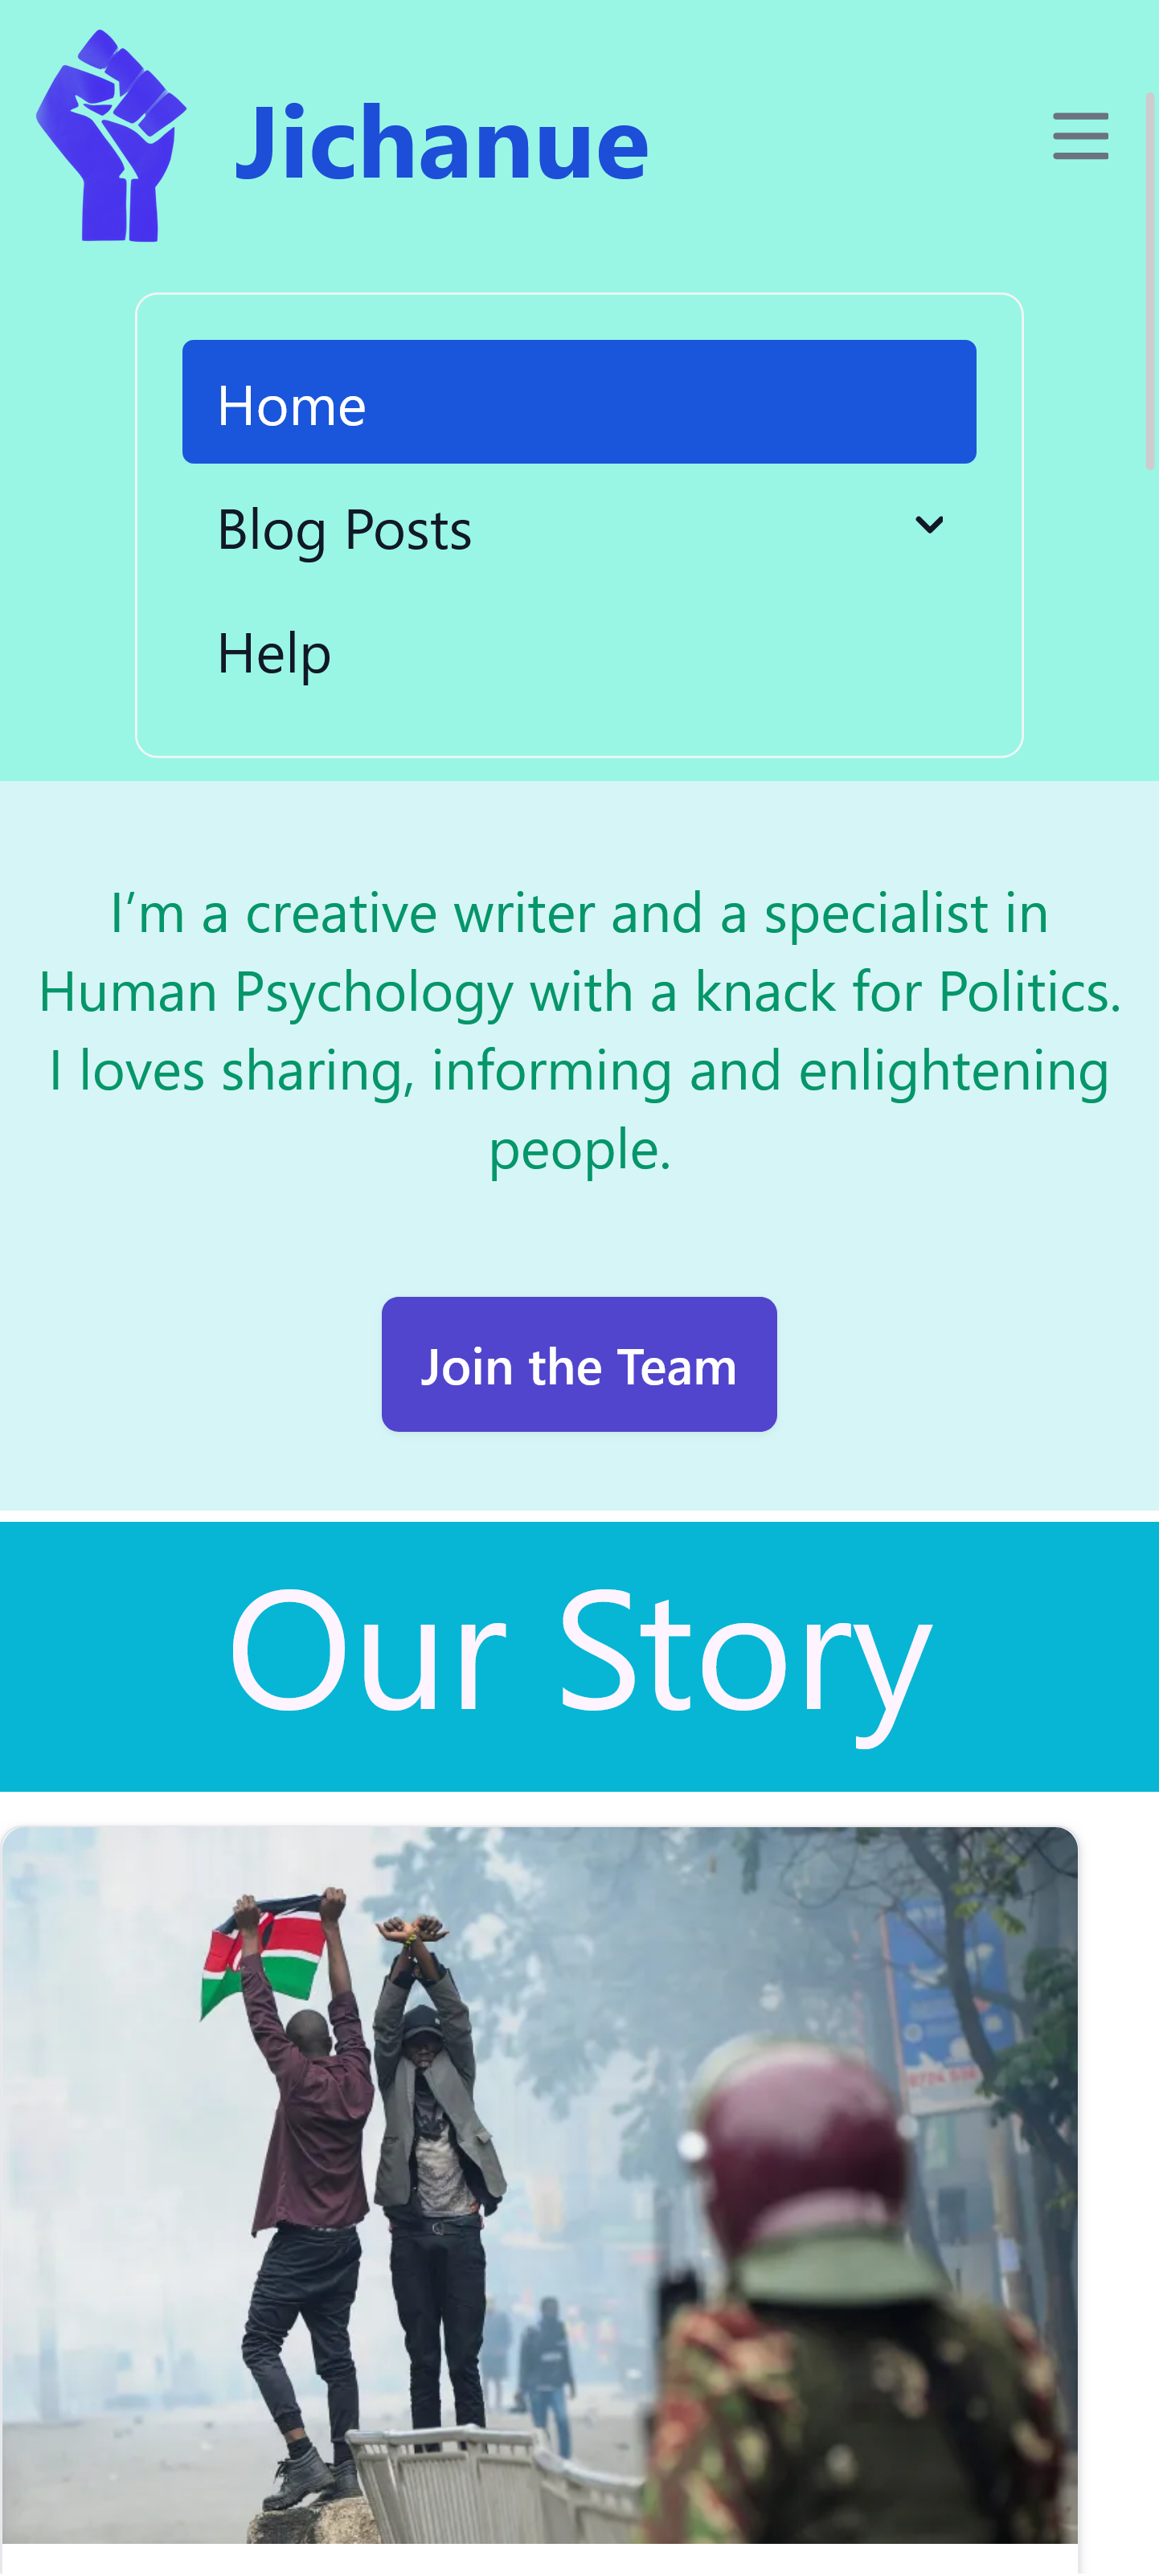 Jichanue
Home
Blog Posts
Help
I’m a creative writer and a specialist in
Human Psychology with a knack for Politics.
I loves sharing, informing and enlightening
people.
Join the Team
Our Story